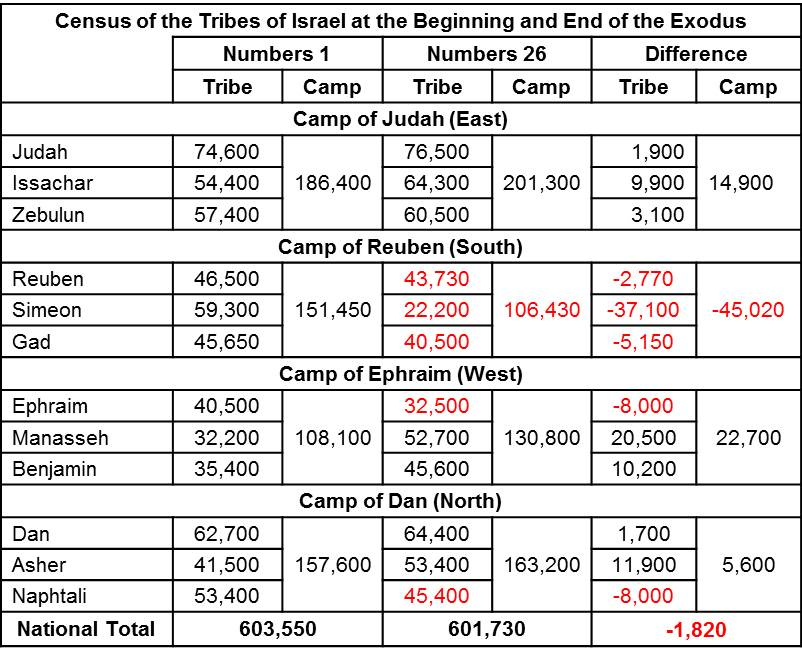 Census of the Tribes of Israel at the Beginning and End of the Exodus
Numbers 1 Numbers 26 Difference
Tribe Camp Tribe Camp Tribe Camp
Camp of Judah (East)
Judah 74,600 76,500 1,900
Issachar 54,400 186,400 64,300 201,300 9,900 14,900
Zebulun 57,400 60,500 3,100
Camp of Reuben (South)
Reuben 46,500 43,730 -2,770
Simeon 59,300 151,450 22,200 106,430 -37,100 -45,020
Gad 45,650 40,500 -5,150
Camp of Ephraim (West)
Ephraim 40,500 32,500 -8,000
Manasseh 32,200 108,100 52,700 130,800 20,500 22,700
Benjamin 35,400 45,600 10,200
Camp of Dan (North)
Dan 62,700 64,400 1,700
Asher 41,500 157,600 53,400 163,200 11,900 5,600
Naphtali 53,400 45,400 -8,000
National Total 603,550 601,730 -1,820